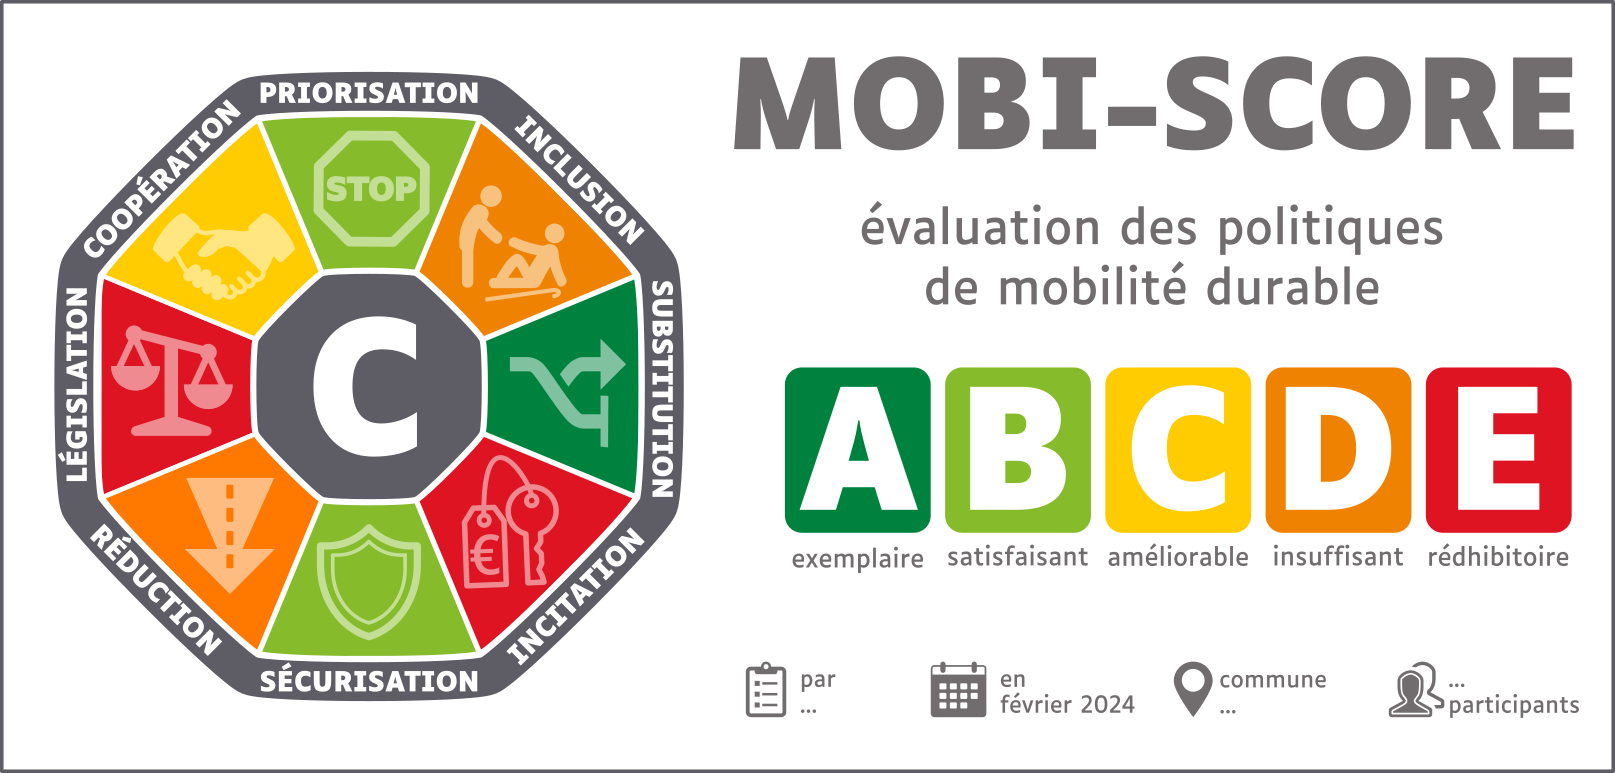 PRIORISATION
INCLUSION
SUBSTITUTION
INCITATION
SÉCURISATION
RÉDUCTION
LÉGISLATION
COOPÉRATION
STOP
€
C
MOBI-SCORE
évaluation des politiques
de mobilité durable
A B C D E
exemplaire satisfaisant améliorable insuffisant rédhibitoire
par
...
en
février 2024
commune
...
...
participants